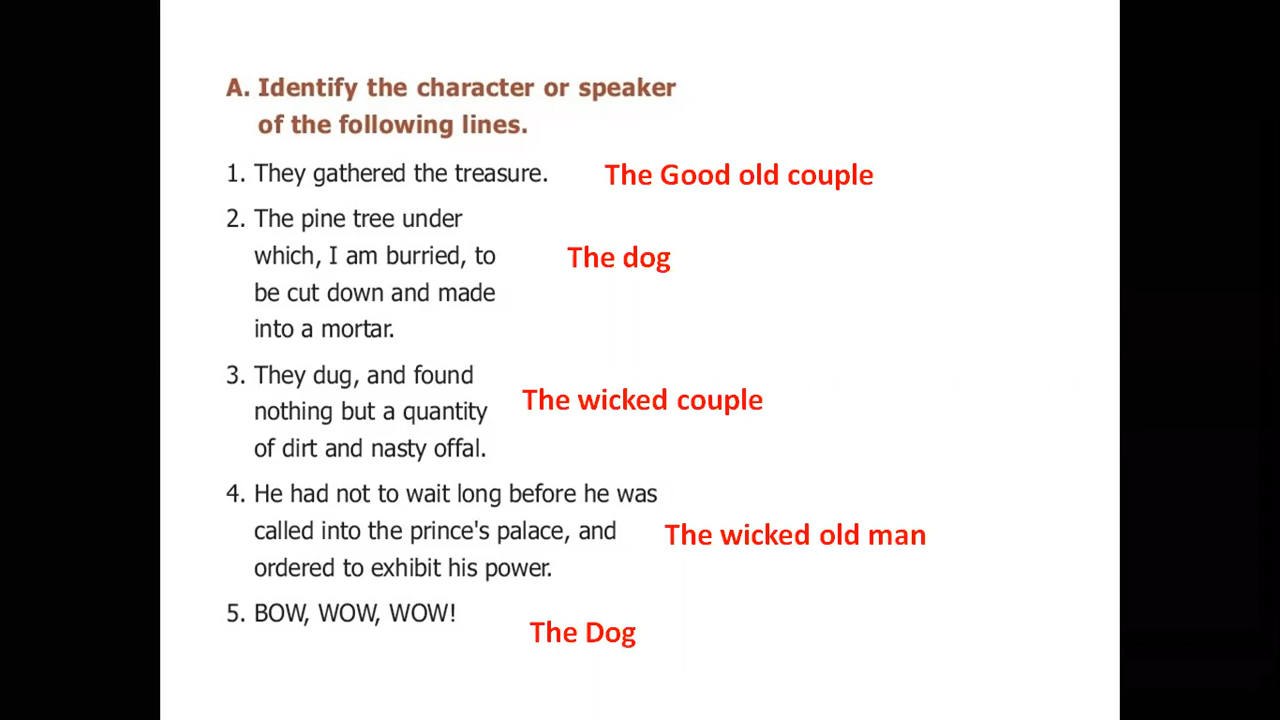 A. Identify the character or speaker
of the following lines.
1. They gathered the treasure. The Good old couple
2. The pine tree under
which, I am burried, to The dog
be cut down and made
into a mortar.
3. They dug, and found
nothing but a quantity The wicked couple
of dirt and nasty offal.
4. He had not to wait long before he was
called into the prince's palace, and The wicked old man
ordered to exhibit his power.
5. BOW, WOW, WOW!
The Dog